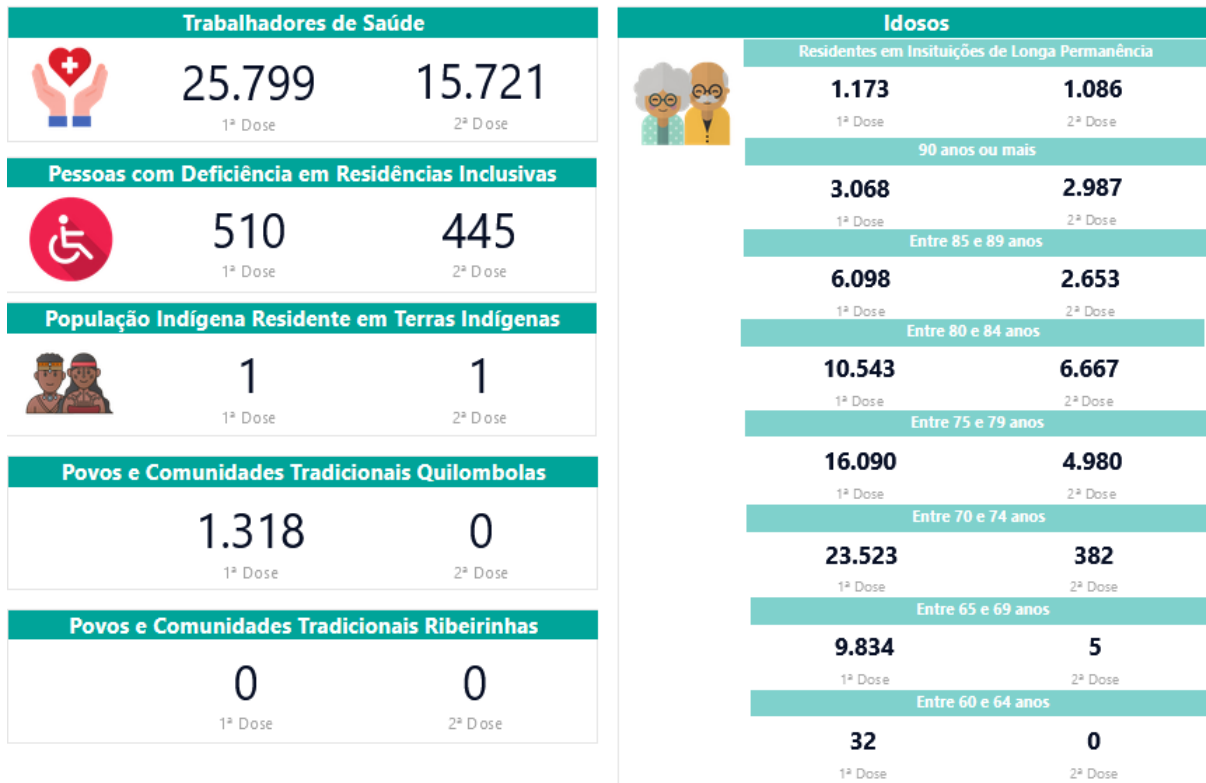 Trabalhadores de Saúde
25.799 15.721
1ª Dose 2ª Dose
Pessoas com Deficiência em Residências Inclusivas
510 445
1ª Dose 2ª Dose
População Indígena Residente em Terras Indígenas
1 1
1ª Dose 2ª Dose
Povos e Comunidades Tradicionais Quilombolas
1.318 0
1ª Dose 2ª Dose
Povos e Comunidades Tradicionais Ribeirinhas
0 0
1ª Dose 2ª Dose
Idosos
Residentes em Insituições de Longa Permanência
1.173 1.086
1ª Dose 2ª Dose
90 anos ou mais
3.068 2.987
1ª Dose 2ª Dose
Entre 85 e 89 anos
6.098 2.653
1ª Dose 2ª Dose
Entre 80 e 84 anos
10.543 6.667
1ª Dose 2ª Dose
Entre 75 e 79 anos
16.090 4.980
1ª Dose 2ª Dose
Entre 70 e 74 anos
23.523 382
1ª Dose 2ª Dose
Entre 65 e 69 anos
9.834 5
1ª Dose 2ª Dose
Entre 60 e 64 anos
32 0
1ª Dose 2ª Dose